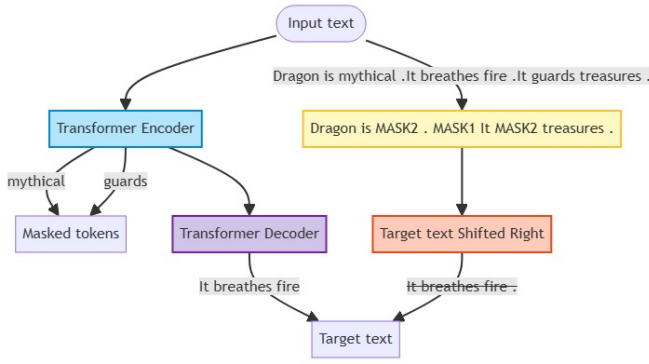 Input text
Dragon is mythical .It breathes fire .It guards treasures .
Transformer Encoder
Dragon is MASK2 . MASK1 It MASK2 treasures .
mythical
guards
Masked tokens
Transformer Decoder
Target text Shifted Right
It breathes fire
It breathes fire .
Target text